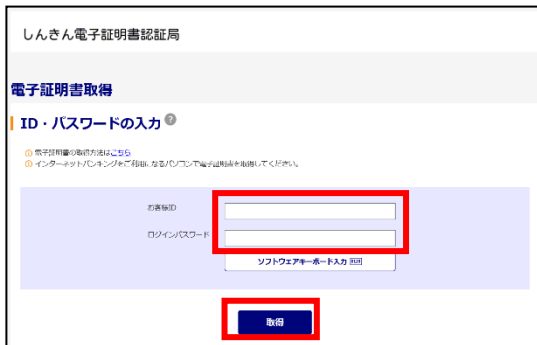 しんきん電子証明書認証局
電子証明書取得
ID・パスワードの入力 ?
① 電子証明書の取得方法はこちら
① インターネットバンキングをご利用になるパソコンで電子証明書を取得してください。
お客様ID
ログインパスワード
ソフトウェアキーボード入力
取得